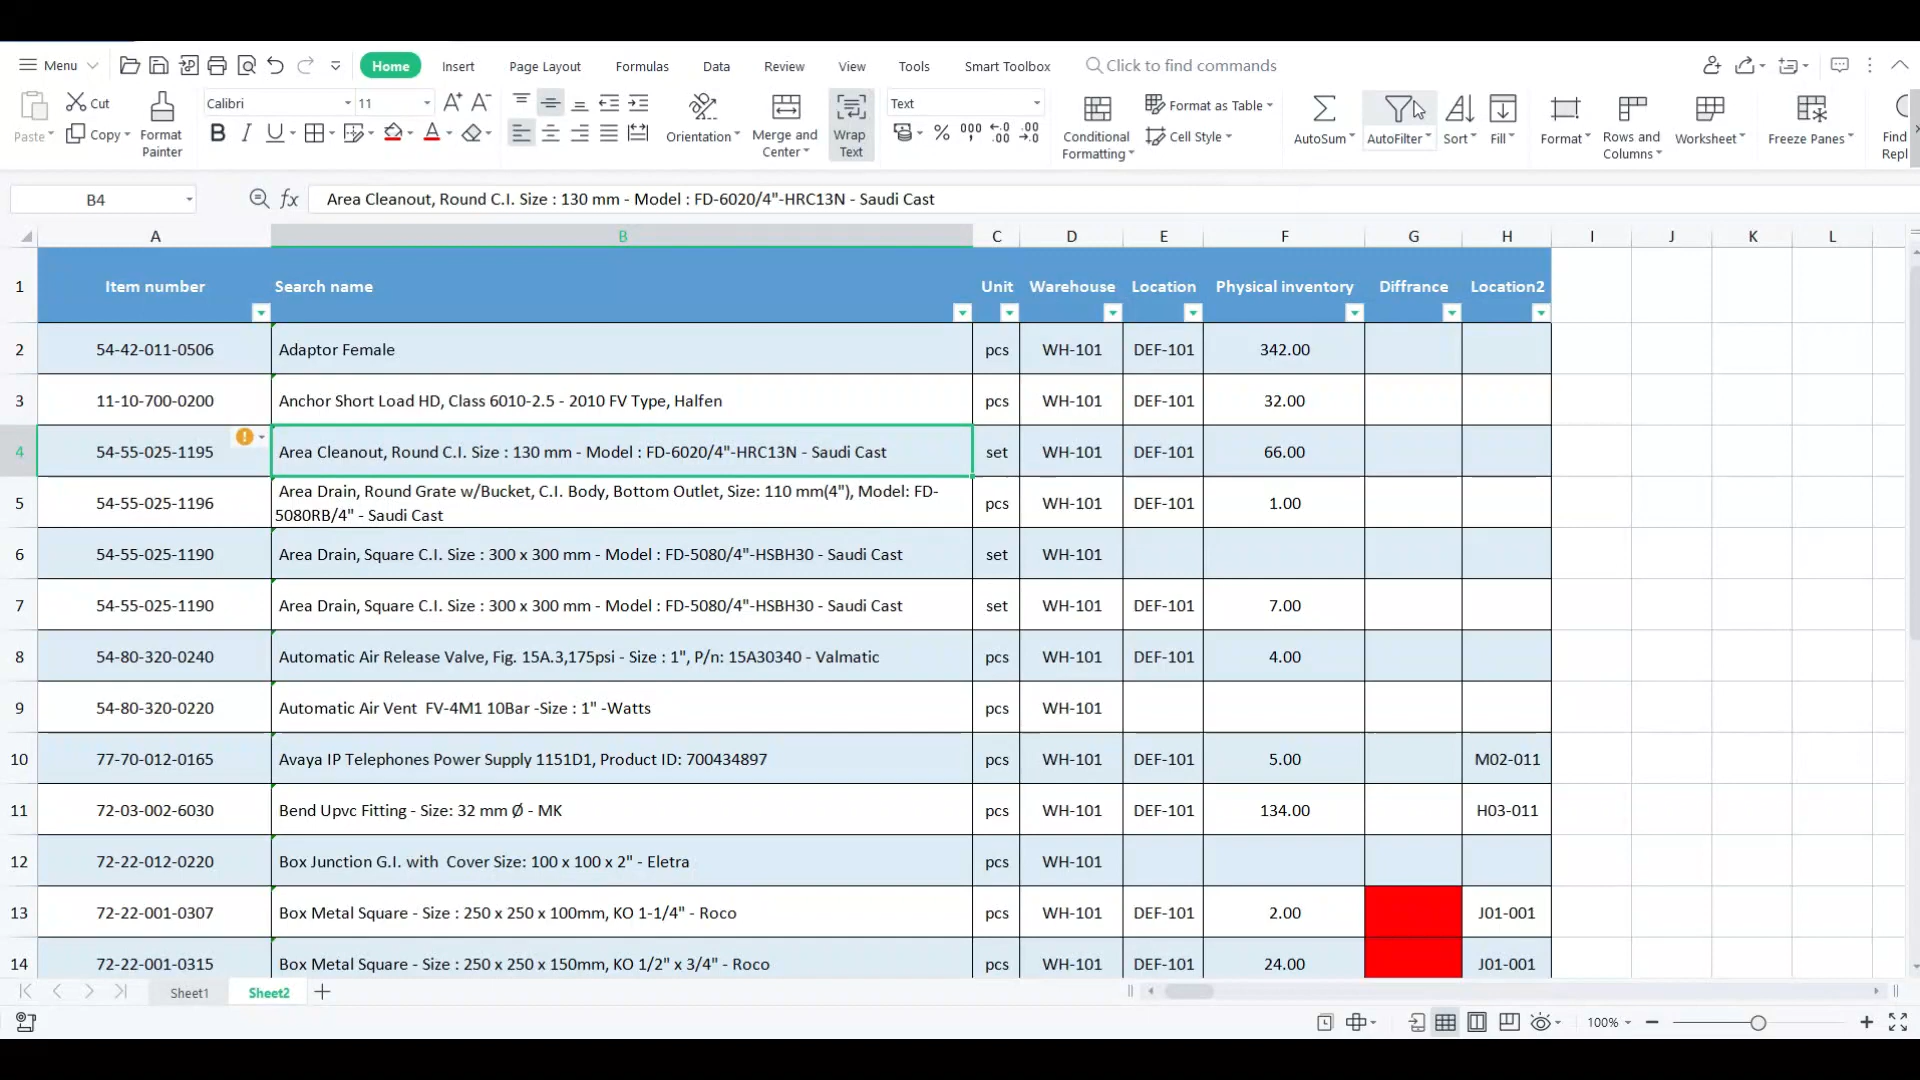 Menu Home Insert Page Layout Formulas Data Review View Tools Smart Toolbox Click to find commands
Paste Cut Copy Format Painter Calibri 11 Orientation Merge and Center Wrap Text Text Conditional Formatting Format as Table Cell Style AutoSum AutoFilter Sort Fill Format Rows and Columns Worksheet Freeze Panes Find Repl
B4 fx Area Cleanout, Round C.I. Size : 130 mm - Model : FD-6020/4"-HRC13N - Saudi Cast
A B C D E F G H I J K L
1 Item number Search name Unit Warehouse Location Physical inventory Diffrance Location2
2 54-42-011-0506 Adaptor Female pcs WH-101 DEF-101 342.00
3 11-10-700-0200 Anchor Short Load HD, Class 6010-2.5 - 2010 FV Type, Halfen pcs WH-101 DEF-101 32.00
4 54-55-025-1195 Area Cleanout, Round C.I. Size : 130 mm - Model : FD-6020/4"-HRC13N - Saudi Cast set WH-101 DEF-101 66.00
5 54-55-025-1196 Area Drain, Round Grate w/Bucket, C.I. Body, Bottom Outlet, Size: 110 mm(4"), Model: FD-
5080RB/4" - Saudi Cast pcs WH-101 DEF-101 1.00
6 54-55-025-1190 Area Drain, Square C.I. Size : 300 x 300 mm - Model : FD-5080/4"-HSBH30 - Saudi Cast set WH-101
7 54-55-025-1190 Area Drain, Square C.I. Size : 300 x 300 mm - Model : FD-5080/4"-HSBH30 - Saudi Cast set WH-101 DEF-101 7.00
8 54-80-320-0240 Automatic Air Release Valve, Fig. 15A.3,175psi - Size : 1", P/n: 15A30340 - Valmatic pcs WH-101 DEF-101 4.00
9 54-80-320-0220 Automatic Air Vent FV-4M1 10Bar -Size : 1" -Watts pcs WH-101
10 77-70-012-0165 Avaya IP Telephones Power Supply 1151D1, Product ID: 700434897 pcs WH-101 DEF-101 5.00 M02-011
11 72-03-002-6030 Bend Upvc Fitting - Size: 32 mm Ø - MK pcs WH-101 DEF-101 134.00 H03-011
12 72-22-012-0220 Box Junction G.I. with Cover Size: 100 x 100 x 2" - Eletra pcs WH-101
13 72-22-001-0307 Box Metal Square - Size : 250 x 250 x 100mm, KO 1-1/4" - Roco pcs WH-101 DEF-101 2.00 J01-001
14 72-22-001-0315 Box Metal Square - Size : 250 x 250 x 150mm, KO 1/2" x 3/4" - Roco pcs WH-101 DEF-101 24.00 J01-001
Sheet1 Sheet2
100%